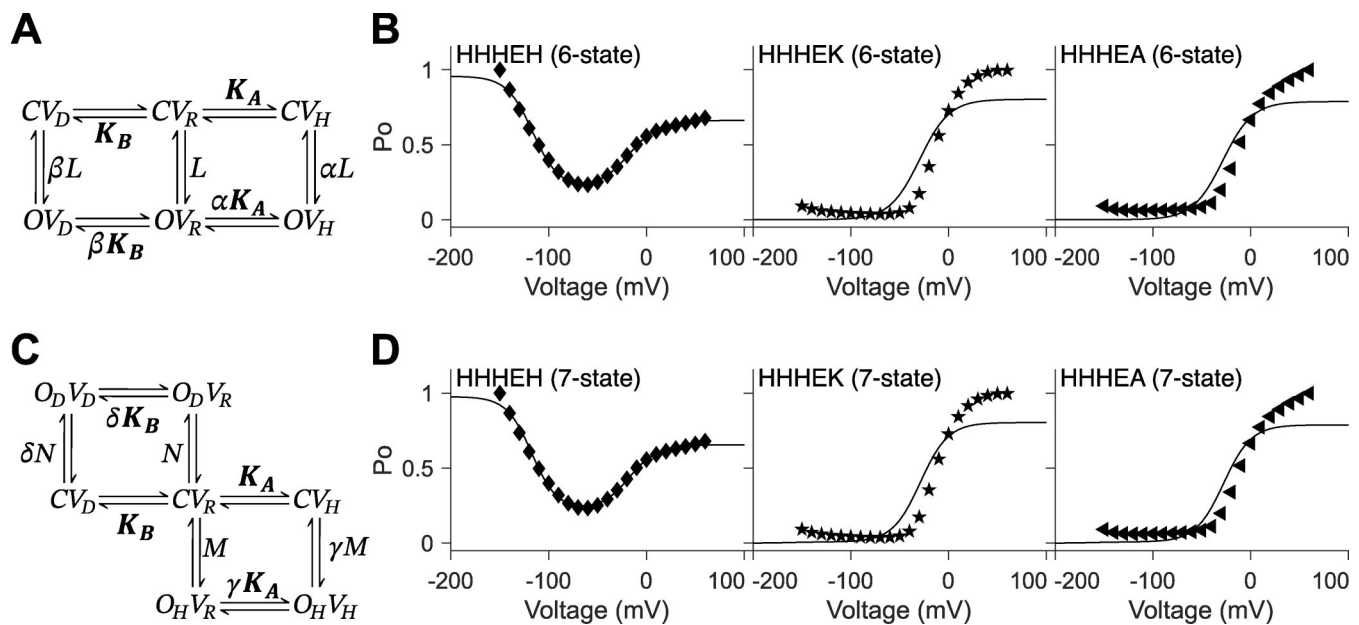 A
K_A
CV_D CV_R CV_H
K_B
βL L αL
αK_A
OV_D OV_R OV_H
βK_B
B
HHHEH (6-state) HHHEK (6-state) HHHEA (6-state)
1
Po
0.5
0
-200 -100 0 -200 -100 0 -200 -100 0 100
Voltage (mV) Voltage (mV) Voltage (mV)
C
O_DV_D O_DV_R
δK_B
δN N
K_A
CV_D CV_R CV_H
K_B
M γM
γK_A
O_HV_R O_HV_H
D
HHHEH (7-state) HHHEK (7-state) HHHEA (7-state)
1
Po
0.5
0
-200 -100 0 -200 -100 0 -200 -100 0 100
Voltage (mV) Voltage (mV) Voltage (mV)